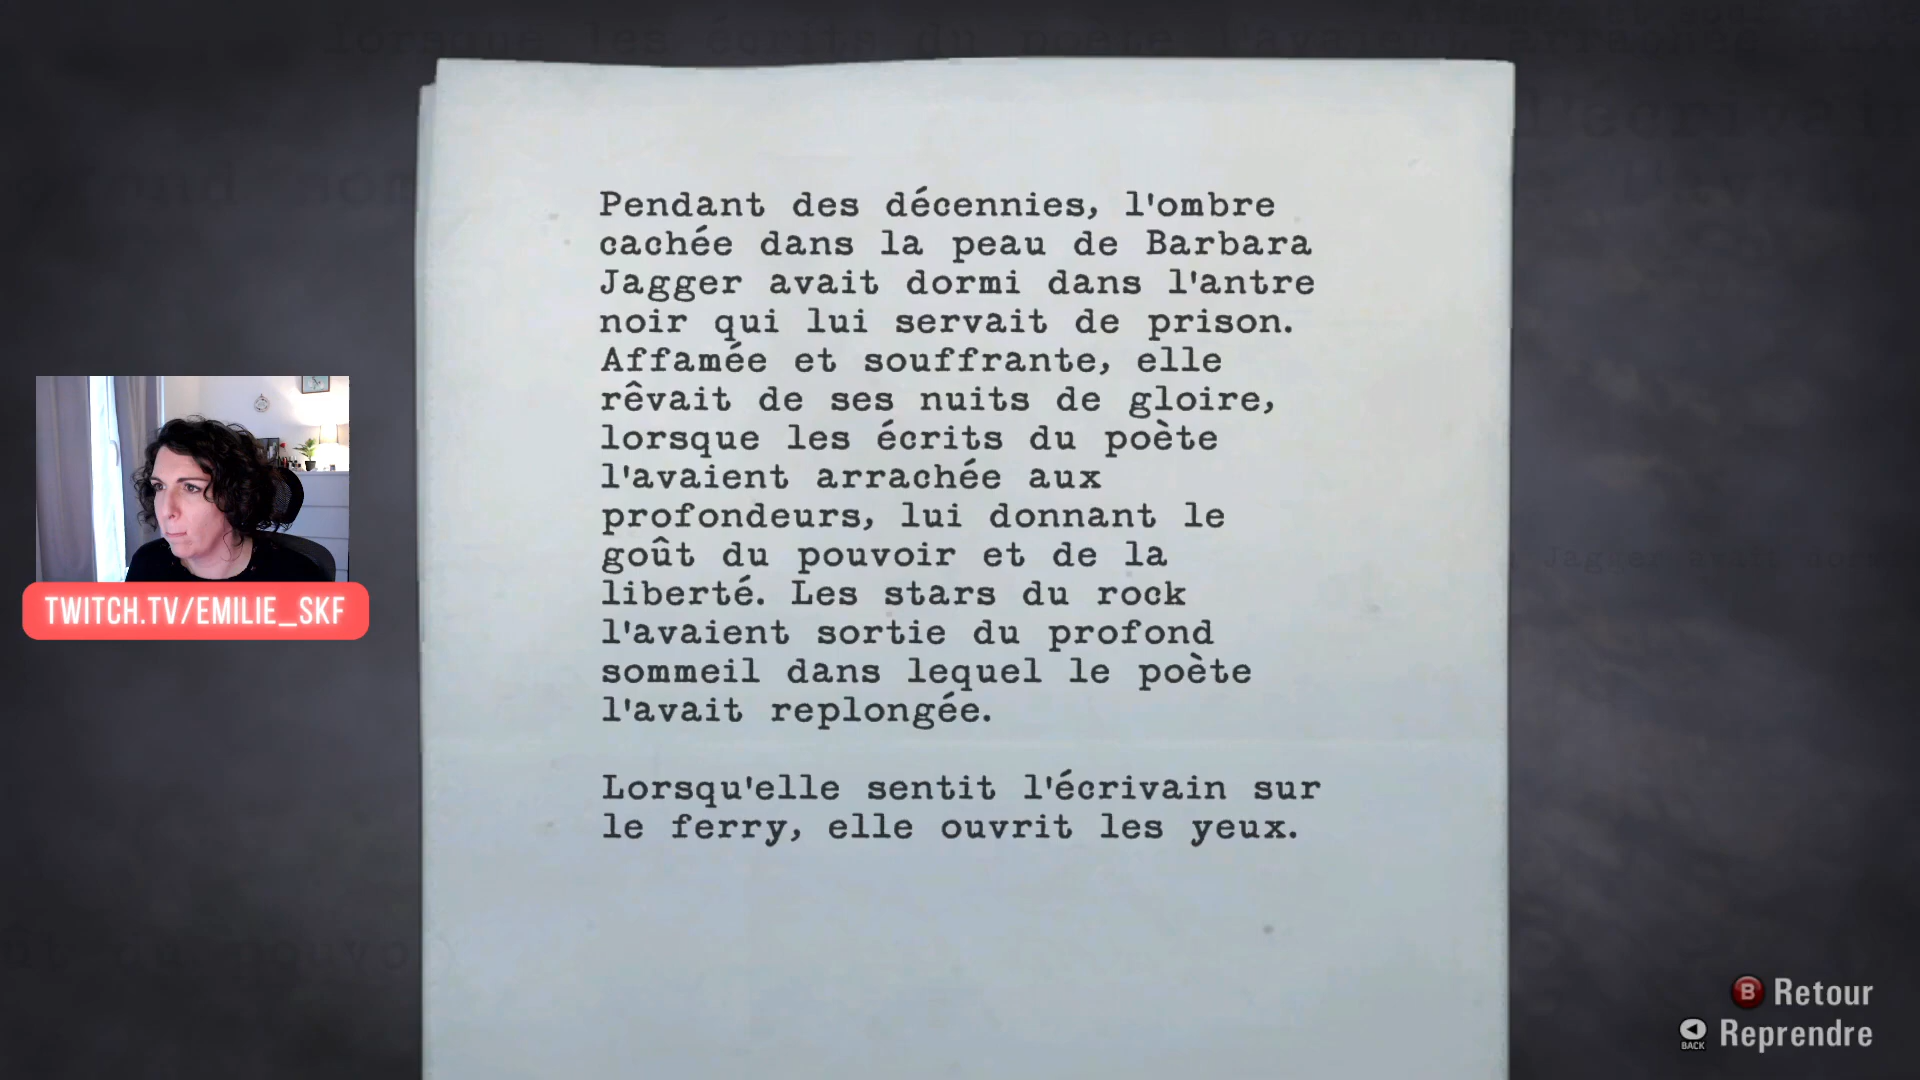 Pendant des décennies, l'ombre
cachée dans la peau de Barbara
Jagger avait dormi dans l'antre
noir qui lui servait de prison.
Affamée et souffrante, elle
rêvait de ses nuits de gloire,
lorsque les écrits du poète
l'avaient arrachée aux
profondeurs, lui donnant le
goût du pouvoir et de la
liberté. Les stars du rock
l'avaient sortie du profond
sommeil dans lequel le poète
l'avait replongée.
Lorsqu'elle sentit l'écrivain sur
le ferry, elle ouvrit les yeux.
TWITCH.TV/EMILIE_SKF
B Retour
BACK Reprendre